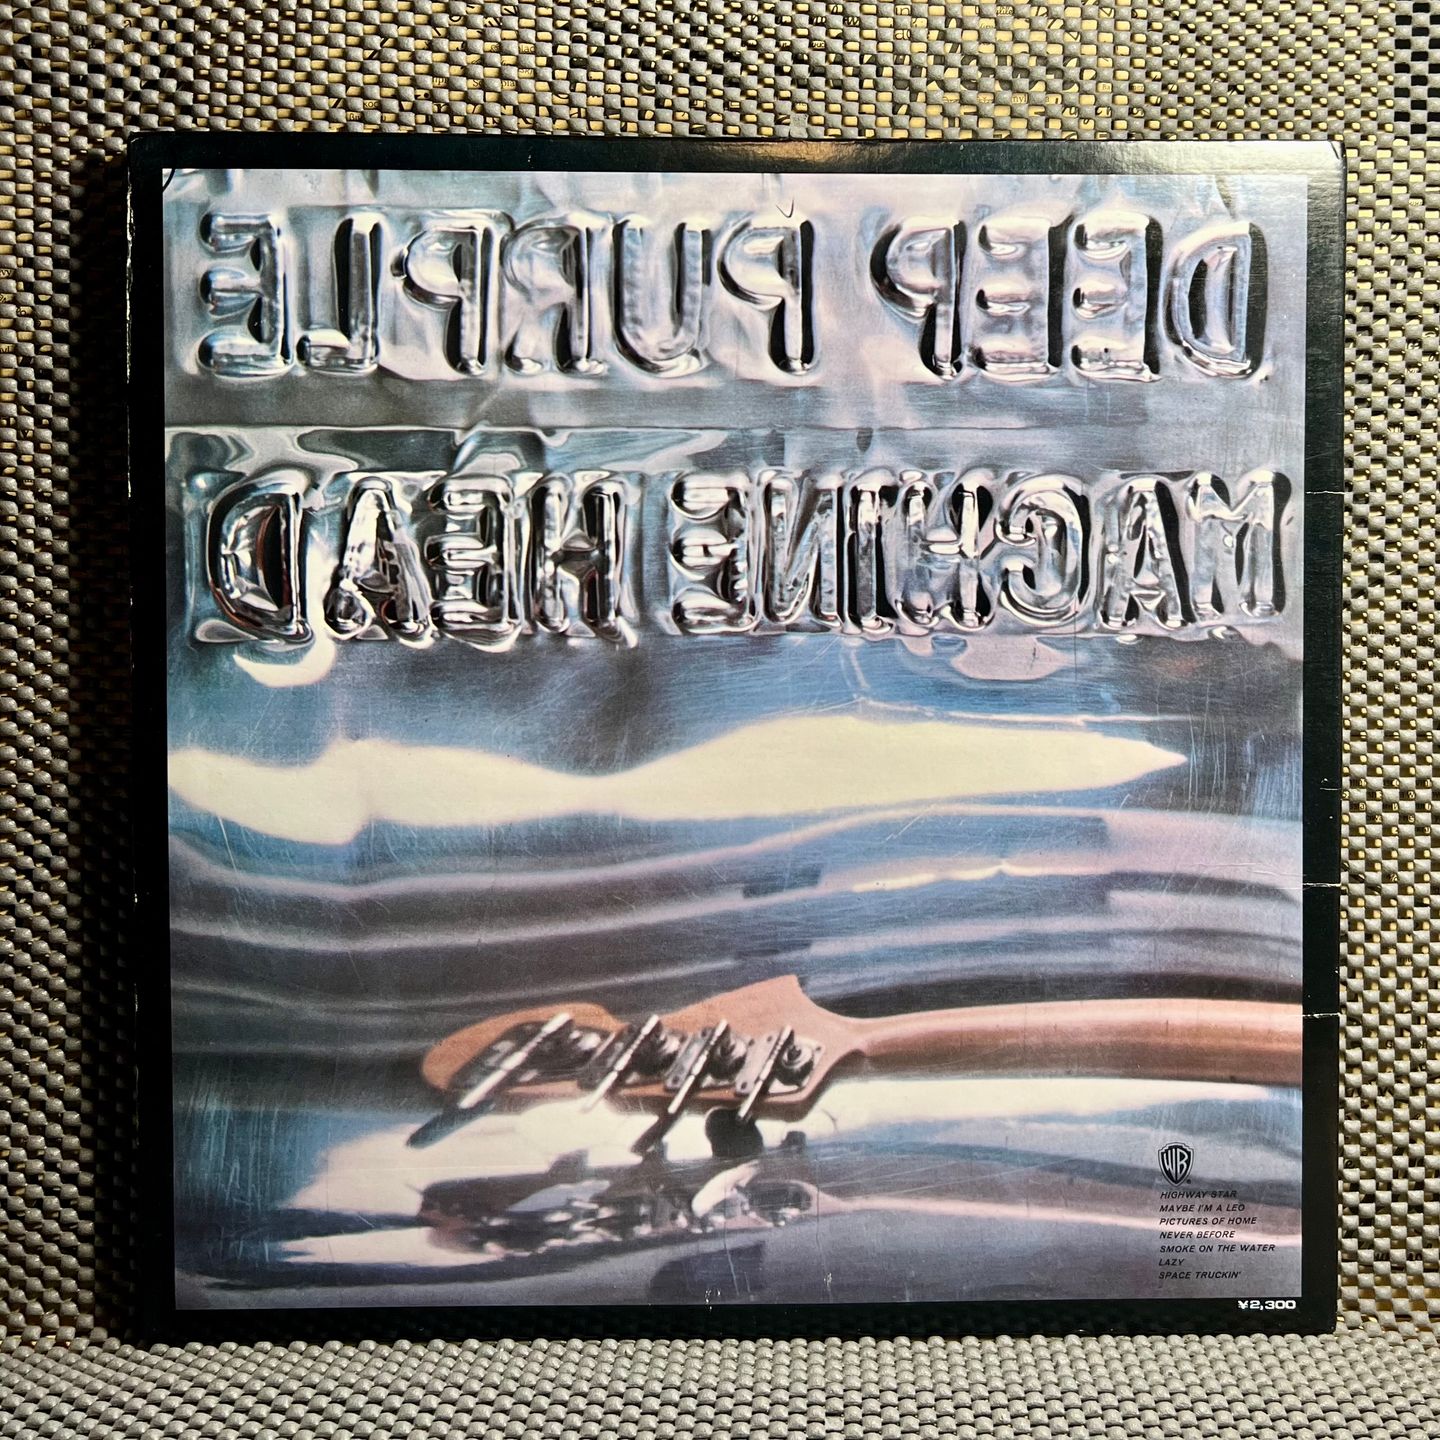 DEEP PURPLE
MACHINE HEAD
WB
HIGHWAY STAR
MAYBE I'M A LEO
PICTURES OF HOME
NEVER BEFORE
SMOKE ON THE WATER
LAZY
SPACE TRUCKIN'
¥2,300